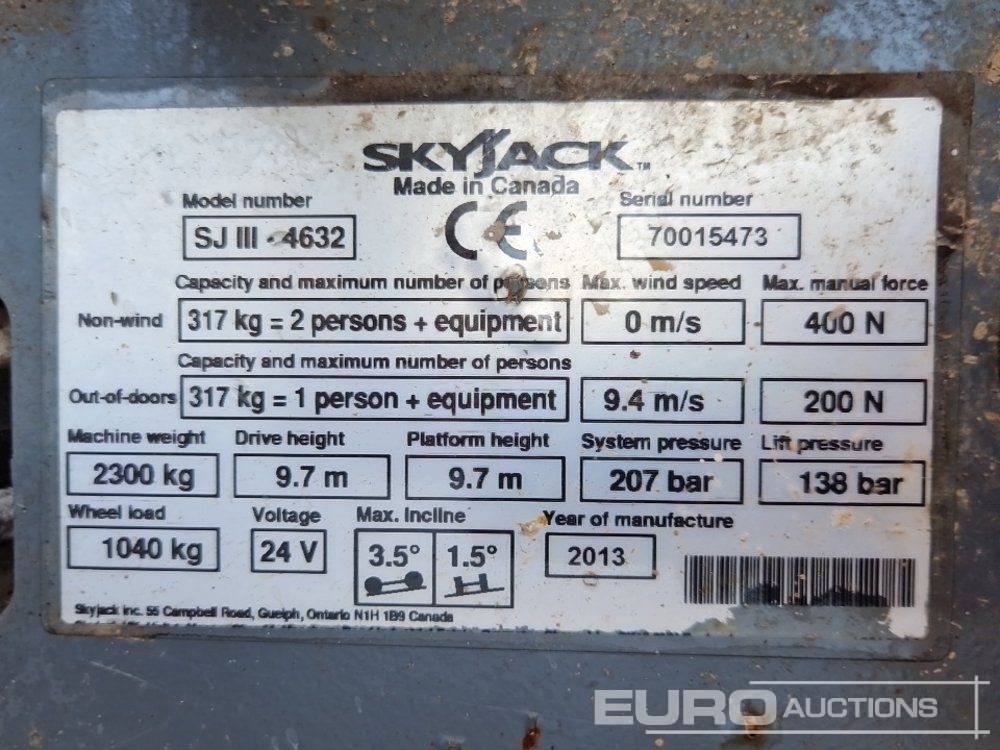 SKYJACK™
Made in Canada
Model number
Serial number
SJ III - 4632
CE
70015473
Capacity and maximum number of persons Max. wind speed Max. manual force
Non-wind 317 kg = 2 persons + equipment 0 m/s 400 N
Capacity and maximum number of persons
Out-of-doors 317 kg = 1 person + equipment 9.4 m/s 200 N
Machine weight Drive height Platform height System pressure Lift pressure
2300 kg 9.7 m 9.7 m 207 bar 138 bar
Wheel load Voltage Max. Incline Year of manufacture
1040 kg 24 V 3.5° 1.5° 2013
Skyjack Inc. 55 Campbell Road, Guelph, Ontario N1H 1B9 Canada
EURO AUCTIONS